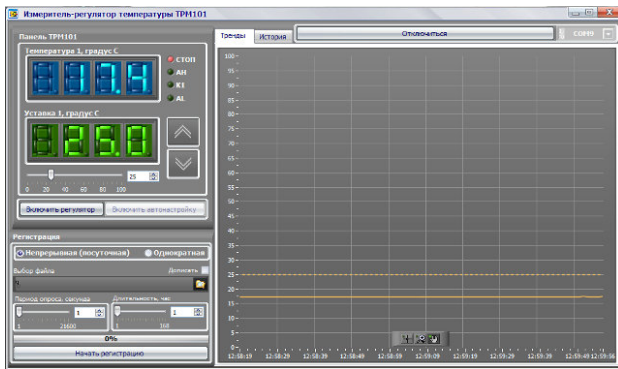 Измеритель-регулятор температуры ТРМ101
Панель ТРМ101
Температура 1, градус С
17.4
СТОП
АН
К1
AL
Уставка 1, градус С
25.0
25
0 20 40 60 80 100
Включить регулятор
Включить автонастройку
Регистрация
Непрерывная (посуточная)
Однократная
Выбор файла
Дописать
Период опроса, секунда
Длительность, час
1
1
1 21600
1 168
0%
Начать регистрацию
Тренды
История
Отключиться
COM9
100
95
90
85
80
75
70
65
60
55
50
45
40
35
30
25
20
15
10
5
0
12:58:19 12:58:29 12:58:39 12:58:49 12:58:59 12:59:09 12:59:19 12:59:29 12:59:39 12:59:49 12:59:56